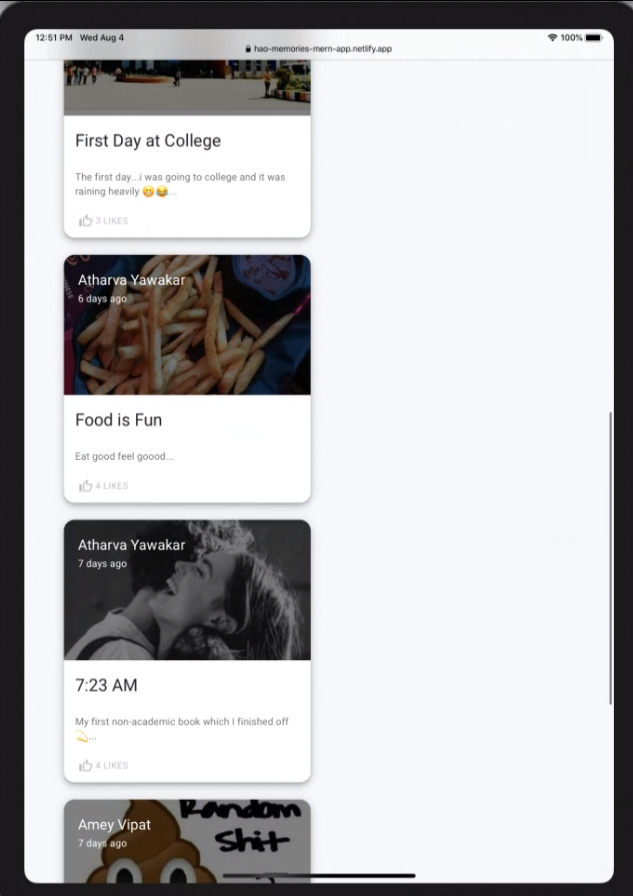 12:51 PM Wed Aug 4
100%
hao-memories-mern-app.netlify.app
First Day at College
The first day...i was going to college and it was
raining heavily 😁😂...
3 LIKES
Atharva Yawakar
6 days ago
Food is Fun
Eat good feel goood...
4 LIKES
Atharva Yawakar
7 days ago
7:23 AM
My first non-academic book which I finished off
💫...
4 LIKES
Amey Vipat
7 days ago
Random
Shit